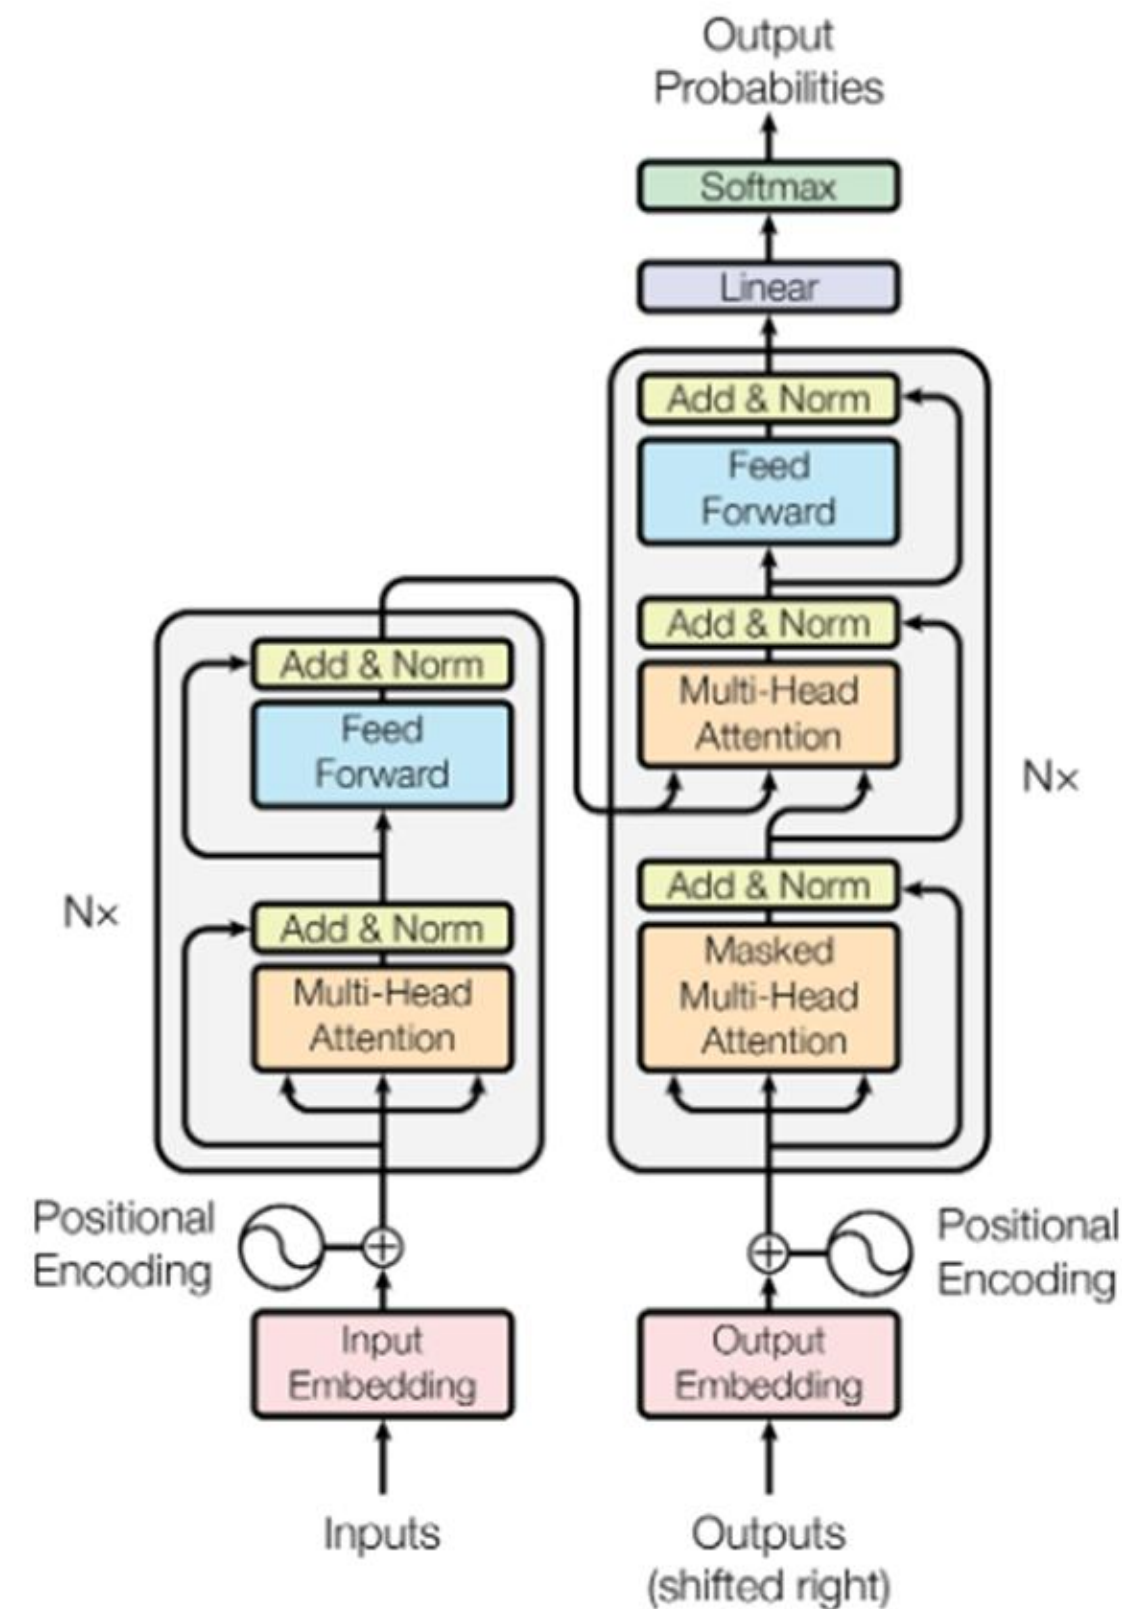 Output
Probabilities
Softmax
Linear
Add & Norm
Feed
Forward
Add & Norm
Multi-Head
Attention
Nx
Add & Norm
Masked
Multi-Head
Attention
Add & Norm
Feed
Forward
Nx
Add & Norm
Multi-Head
Attention
Positional
Encoding
Positional
Encoding
Input
Embedding
Output
Embedding
Inputs
Outputs
(shifted right)